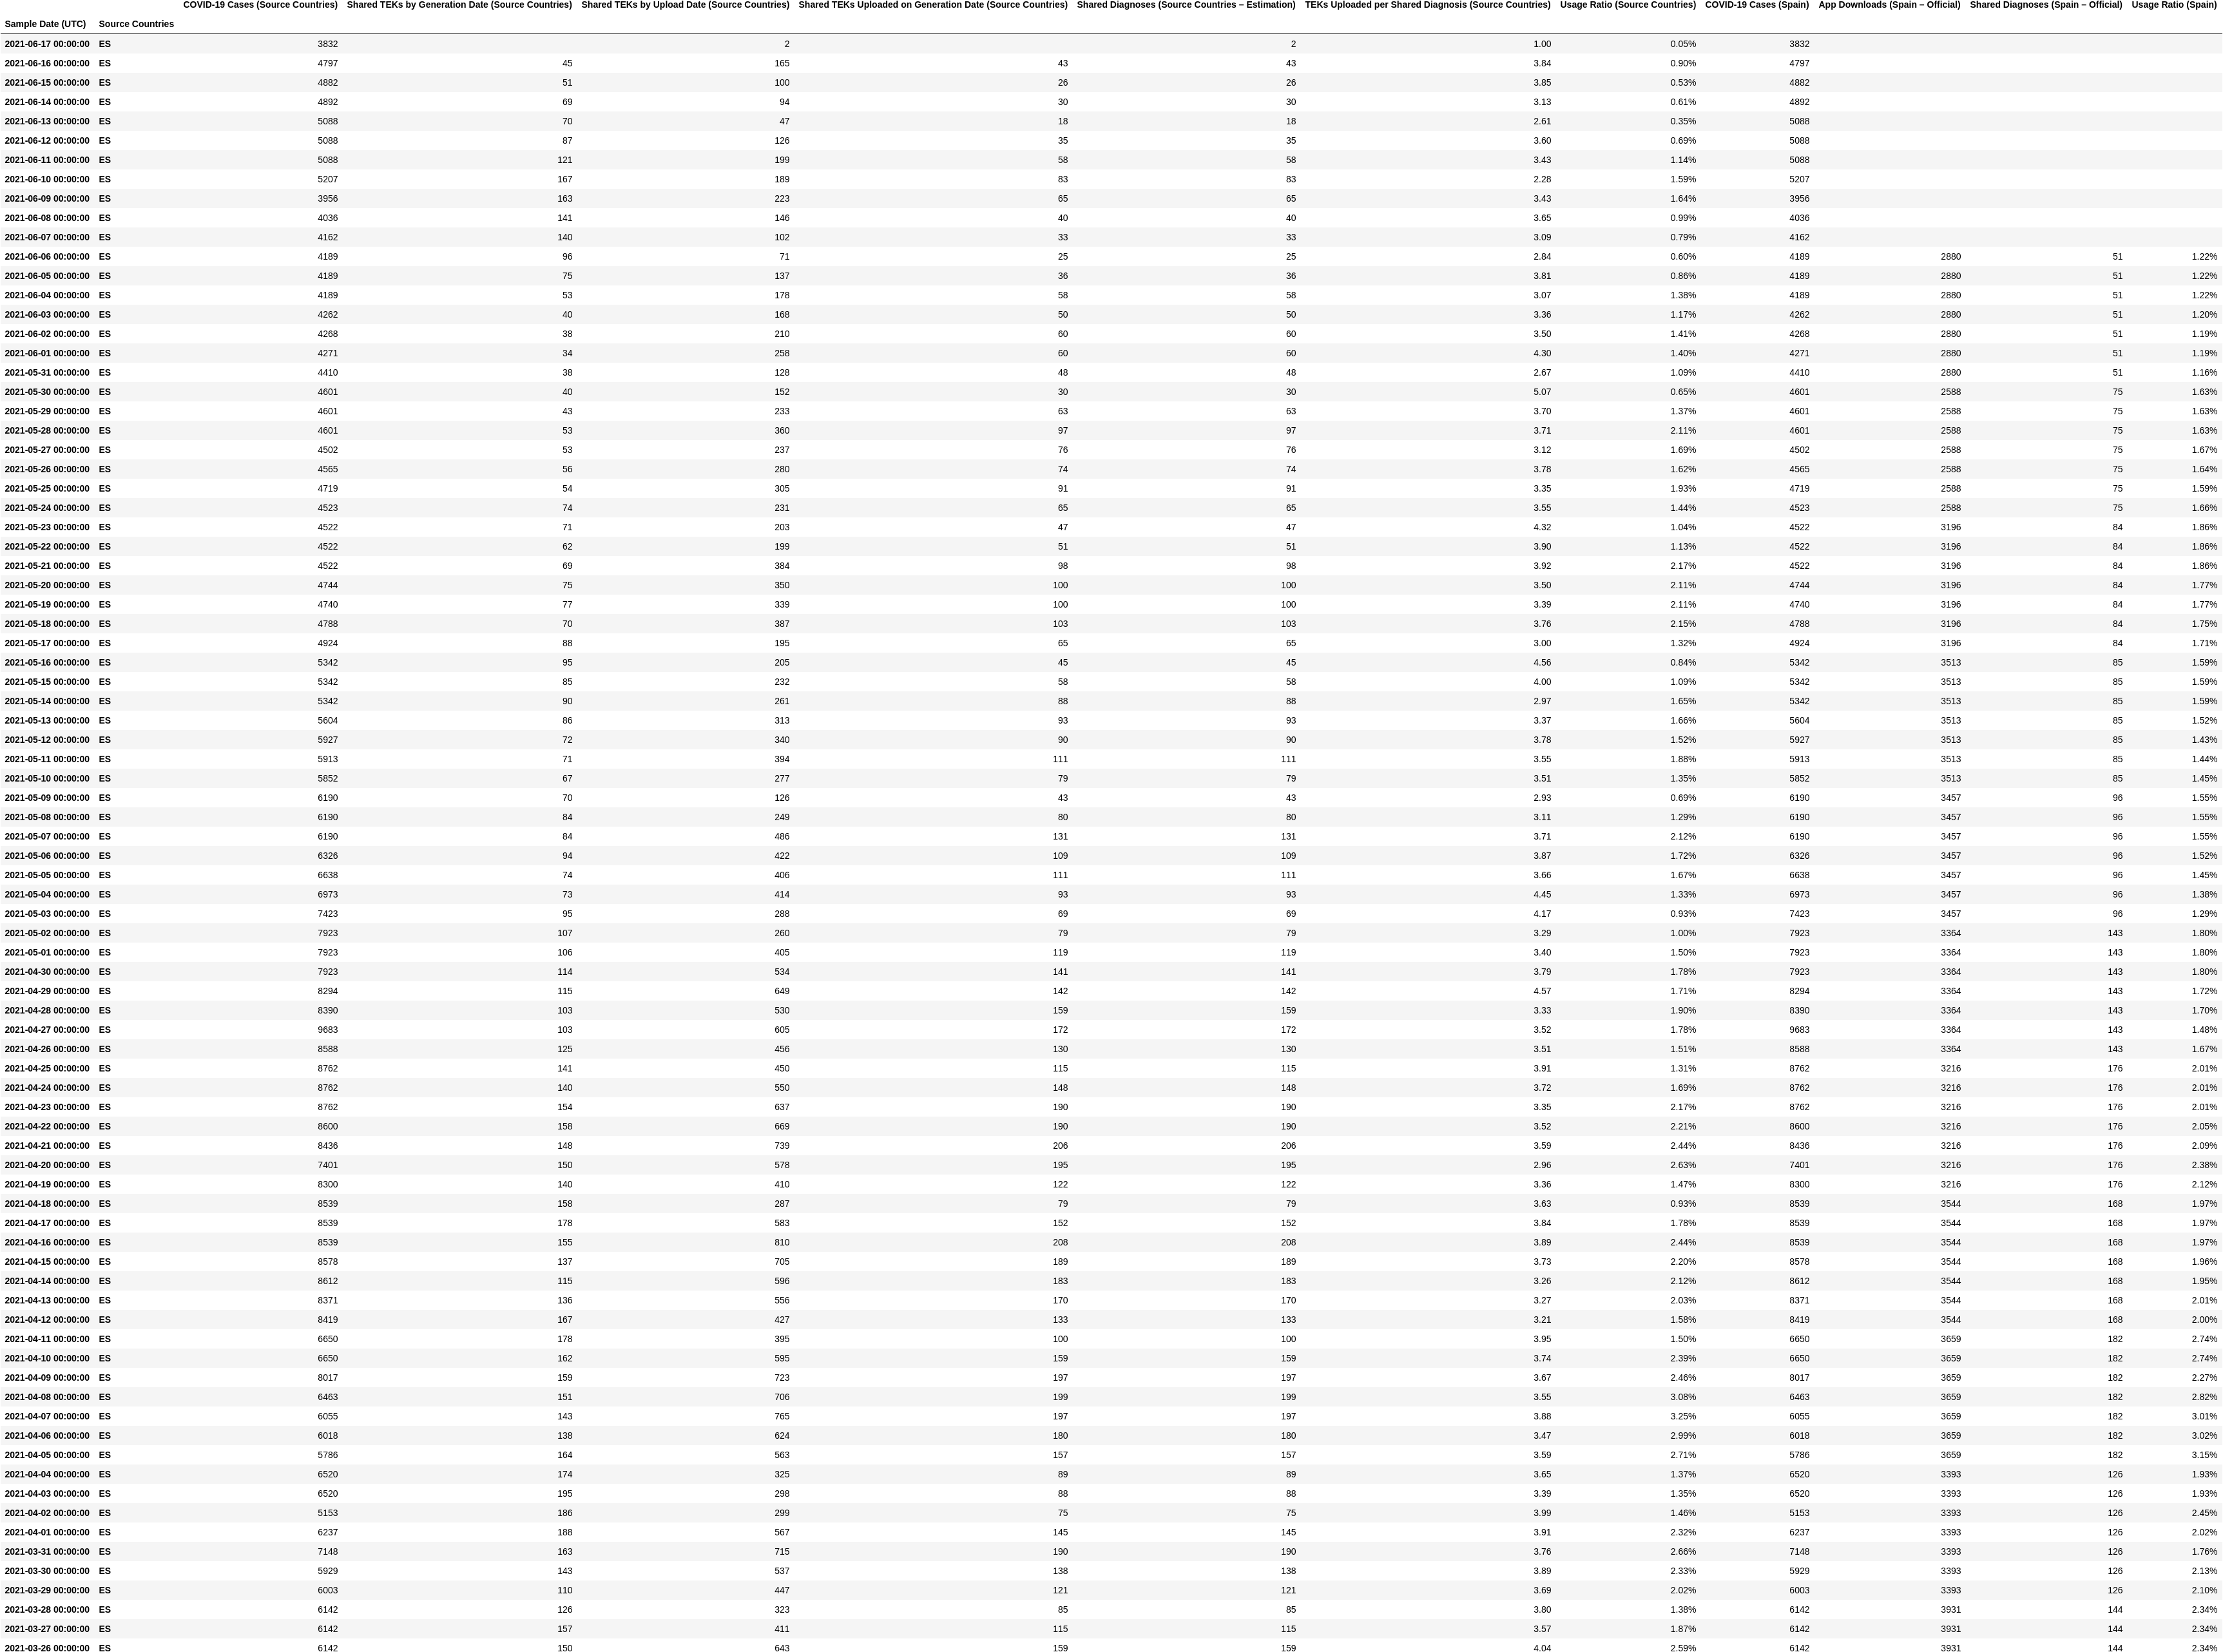 COVID-19 Cases (Source Countries) Shared TEKs by Generation Date (Source Countries) Shared TEKs by Upload Date (Source Countries) Shared TEKs Uploaded on Generation Date (Source Countries) Shared Diagnoses (Source Countries – Estimation) TEKs Uploaded per Shared Diagnosis (Source Countries) Usage Ratio (Source Countries) COVID-19 Cases (Spain) App Downloads (Spain – Official) Shared Diagnoses (Spain – Official) Usage Ratio (Spain)
Sample Date (UTC) Source Countries
2021-06-17 00:00:00 ES 3832 2 2 1.00 0.05% 3832
2021-06-16 00:00:00 ES 4797 45 165 43 43 3.84 0.90% 4797
2021-06-15 00:00:00 ES 4882 51 100 26 26 3.85 0.53% 4882
2021-06-14 00:00:00 ES 4892 69 94 30 30 3.13 0.61% 4892
2021-06-13 00:00:00 ES 5088 70 47 18 18 2.61 0.35% 5088
2021-06-12 00:00:00 ES 5088 87 126 35 35 3.60 0.69% 5088
2021-06-11 00:00:00 ES 5088 121 199 58 58 3.43 1.14% 5088
2021-06-10 00:00:00 ES 5207 167 189 83 83 2.28 1.59% 5207
2021-06-09 00:00:00 ES 3956 163 223 65 65 3.43 1.64% 3956
2021-06-08 00:00:00 ES 4036 141 146 40 40 3.65 0.99% 4036
2021-06-07 00:00:00 ES 4162 140 102 33 33 3.09 0.79% 4162
2021-06-06 00:00:00 ES 4189 96 71 25 25 2.84 0.60% 4189 2880 51 1.22%
2021-06-05 00:00:00 ES 4189 75 137 36 36 3.81 0.86% 4189 2880 51 1.22%
2021-06-04 00:00:00 ES 4189 53 178 58 58 3.07 1.38% 4189 2880 51 1.22%
2021-06-03 00:00:00 ES 4262 40 168 50 50 3.36 1.17% 4262 2880 51 1.20%
2021-06-02 00:00:00 ES 4268 38 210 60 60 3.50 1.41% 4268 2880 51 1.19%
2021-06-01 00:00:00 ES 4271 34 258 60 60 4.30 1.40% 4271 2880 51 1.19%
2021-05-31 00:00:00 ES 4410 38 128 48 48 2.67 1.09% 4410 2880 51 1.16%
2021-05-30 00:00:00 ES 4601 40 152 30 30 5.07 0.65% 4601 2588 75 1.63%
2021-05-29 00:00:00 ES 4601 43 233 63 63 3.70 1.37% 4601 2588 75 1.63%
2021-05-28 00:00:00 ES 4601 53 360 97 97 3.71 2.11% 4601 2588 75 1.63%
2021-05-27 00:00:00 ES 4502 53 237 76 76 3.12 1.69% 4502 2588 75 1.67%
2021-05-26 00:00:00 ES 4565 56 280 74 74 3.78 1.62% 4565 2588 75 1.64%
2021-05-25 00:00:00 ES 4719 54 305 91 91 3.35 1.93% 4719 2588 75 1.59%
2021-05-24 00:00:00 ES 4523 74 231 65 65 3.55 1.44% 4523 2588 75 1.66%
2021-05-23 00:00:00 ES 4522 71 203 47 47 4.32 1.04% 4522 3196 84 1.86%
2021-05-22 00:00:00 ES 4522 62 199 51 51 3.90 1.13% 4522 3196 84 1.86%
2021-05-21 00:00:00 ES 4522 69 384 98 98 3.92 2.17% 4522 3196 84 1.86%
2021-05-20 00:00:00 ES 4744 75 350 100 100 3.50 2.11% 4744 3196 84 1.77%
2021-05-19 00:00:00 ES 4740 77 339 100 100 3.39 2.11% 4740 3196 84 1.77%
2021-05-18 00:00:00 ES 4788 70 387 103 103 3.76 2.15% 4788 3196 84 1.75%
2021-05-17 00:00:00 ES 4924 88 195 65 65 3.00 1.32% 4924 3196 84 1.71%
2021-05-16 00:00:00 ES 5342 95 205 45 45 4.56 0.84% 5342 3513 85 1.59%
2021-05-15 00:00:00 ES 5342 85 232 58 58 4.00 1.09% 5342 3513 85 1.59%
2021-05-14 00:00:00 ES 5342 90 261 88 88 2.97 1.65% 5342 3513 85 1.59%
2021-05-13 00:00:00 ES 5604 86 313 93 93 3.37 1.66% 5604 3513 85 1.52%
2021-05-12 00:00:00 ES 5927 72 340 90 90 3.78 1.52% 5927 3513 85 1.43%
2021-05-11 00:00:00 ES 5913 71 394 111 111 3.55 1.88% 5913 3513 85 1.44%
2021-05-10 00:00:00 ES 5852 67 277 79 79 3.51 1.35% 5852 3513 85 1.45%
2021-05-09 00:00:00 ES 6190 70 126 43 43 2.93 0.69% 6190 3457 96 1.55%
2021-05-08 00:00:00 ES 6190 84 249 80 80 3.11 1.29% 6190 3457 96 1.55%
2021-05-07 00:00:00 ES 6190 84 486 131 131 3.71 2.12% 6190 3457 96 1.55%
2021-05-06 00:00:00 ES 6326 94 422 109 109 3.87 1.72% 6326 3457 96 1.52%
2021-05-05 00:00:00 ES 6638 74 406 111 111 3.66 1.67% 6638 3457 96 1.45%
2021-05-04 00:00:00 ES 6973 73 414 93 93 4.45 1.33% 6973 3457 96 1.38%
2021-05-03 00:00:00 ES 7423 95 288 69 69 4.17 0.93% 7423 3457 96 1.29%
2021-05-02 00:00:00 ES 7923 107 260 79 79 3.29 1.00% 7923 3364 143 1.80%
2021-05-01 00:00:00 ES 7923 106 405 119 119 3.40 1.50% 7923 3364 143 1.80%
2021-04-30 00:00:00 ES 7923 114 534 141 141 3.79 1.78% 7923 3364 143 1.80%
2021-04-29 00:00:00 ES 8294 115 649 142 142 4.57 1.71% 8294 3364 143 1.72%
2021-04-28 00:00:00 ES 8390 103 530 159 159 3.33 1.90% 8390 3364 143 1.70%
2021-04-27 00:00:00 ES 9683 103 605 172 172 3.52 1.78% 9683 3364 143 1.48%
2021-04-26 00:00:00 ES 8588 125 456 130 130 3.51 1.51% 8588 3364 143 1.67%
2021-04-25 00:00:00 ES 8762 141 450 115 115 3.91 1.31% 8762 3216 176 2.01%
2021-04-24 00:00:00 ES 8762 140 550 148 148 3.72 1.69% 8762 3216 176 2.01%
2021-04-23 00:00:00 ES 8762 154 637 190 190 3.35 2.17% 8762 3216 176 2.01%
2021-04-22 00:00:00 ES 8600 158 669 190 190 3.52 2.21% 8600 3216 176 2.05%
2021-04-21 00:00:00 ES 8436 148 739 206 206 3.59 2.44% 8436 3216 176 2.09%
2021-04-20 00:00:00 ES 7401 150 578 195 195 2.96 2.63% 7401 3216 176 2.38%
2021-04-19 00:00:00 ES 8300 140 410 122 122 3.36 1.47% 8300 3216 176 2.12%
2021-04-18 00:00:00 ES 8539 158 287 79 79 3.63 0.93% 8539 3544 168 1.97%
2021-04-17 00:00:00 ES 8539 178 583 152 152 3.84 1.78% 8539 3544 168 1.97%
2021-04-16 00:00:00 ES 8539 155 810 208 208 3.89 2.44% 8539 3544 168 1.97%
2021-04-15 00:00:00 ES 8578 137 705 189 189 3.73 2.20% 8578 3544 168 1.96%
2021-04-14 00:00:00 ES 8612 115 596 183 183 3.26 2.12% 8612 3544 168 1.95%
2021-04-13 00:00:00 ES 8371 136 556 170 170 3.27 2.03% 8371 3544 168 2.01%
2021-04-12 00:00:00 ES 8419 167 427 133 133 3.21 1.58% 8419 3544 168 2.00%
2021-04-11 00:00:00 ES 6650 178 395 100 100 3.95 1.50% 6650 3659 182 2.74%
2021-04-10 00:00:00 ES 6650 162 595 159 159 3.74 2.39% 6650 3659 182 2.74%
2021-04-09 00:00:00 ES 8017 159 723 197 197 3.67 2.46% 8017 3659 182 2.27%
2021-04-08 00:00:00 ES 6463 151 706 199 199 3.55 3.08% 6463 3659 182 2.82%
2021-04-07 00:00:00 ES 6055 143 765 197 197 3.88 3.25% 6055 3659 182 3.01%
2021-04-06 00:00:00 ES 6018 138 624 180 180 3.47 2.99% 6018 3659 182 3.02%
2021-04-05 00:00:00 ES 5786 164 563 157 157 3.59 2.71% 5786 3659 182 3.15%
2021-04-04 00:00:00 ES 6520 174 325 89 89 3.65 1.37% 6520 3393 126 1.93%
2021-04-03 00:00:00 ES 6520 195 298 88 88 3.39 1.35% 6520 3393 126 1.93%
2021-04-02 00:00:00 ES 5153 186 299 75 75 3.99 1.46% 5153 3393 126 2.45%
2021-04-01 00:00:00 ES 6237 188 567 145 145 3.91 2.32% 6237 3393 126 2.02%
2021-03-31 00:00:00 ES 7148 163 715 190 190 3.76 2.66% 7148 3393 126 1.76%
2021-03-30 00:00:00 ES 5929 143 537 138 138 3.89 2.33% 5929 3393 126 2.13%
2021-03-29 00:00:00 ES 6003 110 447 121 121 3.69 2.02% 6003 3393 126 2.10%
2021-03-28 00:00:00 ES 6142 126 323 85 85 3.80 1.38% 6142 3931 144 2.34%
2021-03-27 00:00:00 ES 6142 157 411 115 115 3.57 1.87% 6142 3931 144 2.34%
2021-03-26 00:00:00 ES 6142 150 643 159 159 4.04 2.59% 6142 3931 144 2.34%